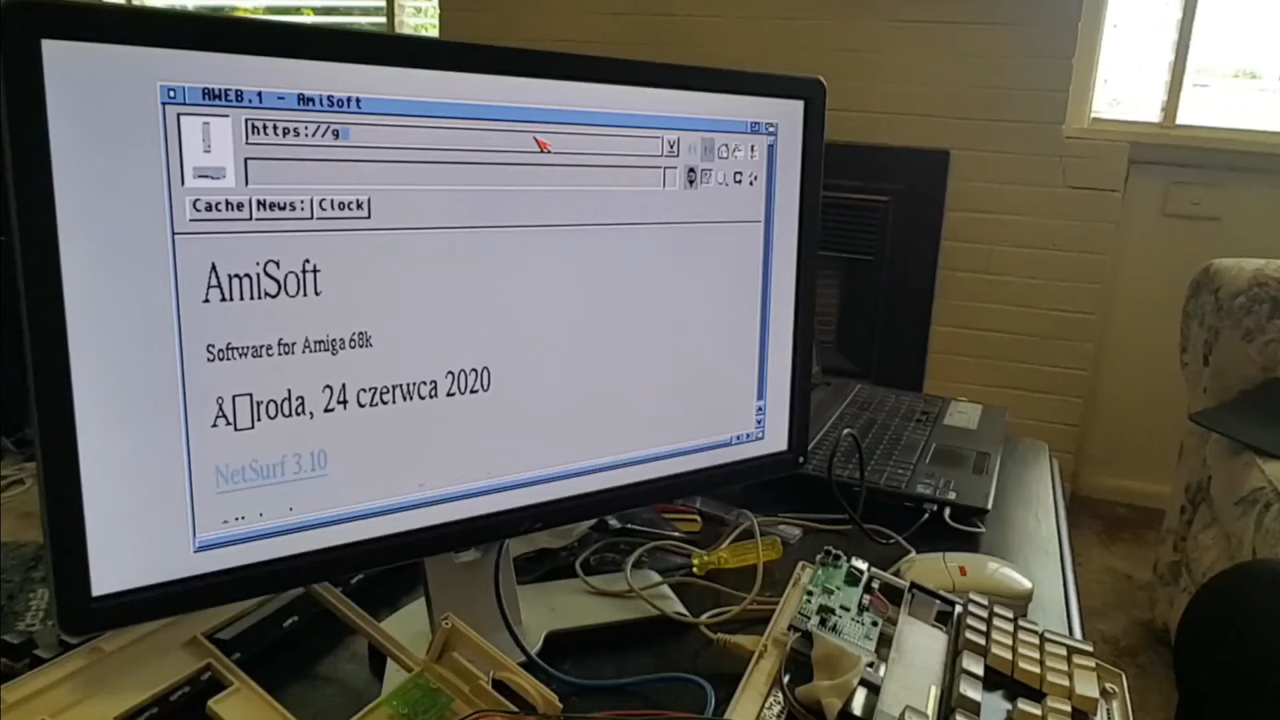 AWEB.1 - AmiSoft
https://g
Cache News: Clock
AmiSoft
Software for Amiga 68k
Å□roda, 24 czerwca 2020
NetSurf 3.10